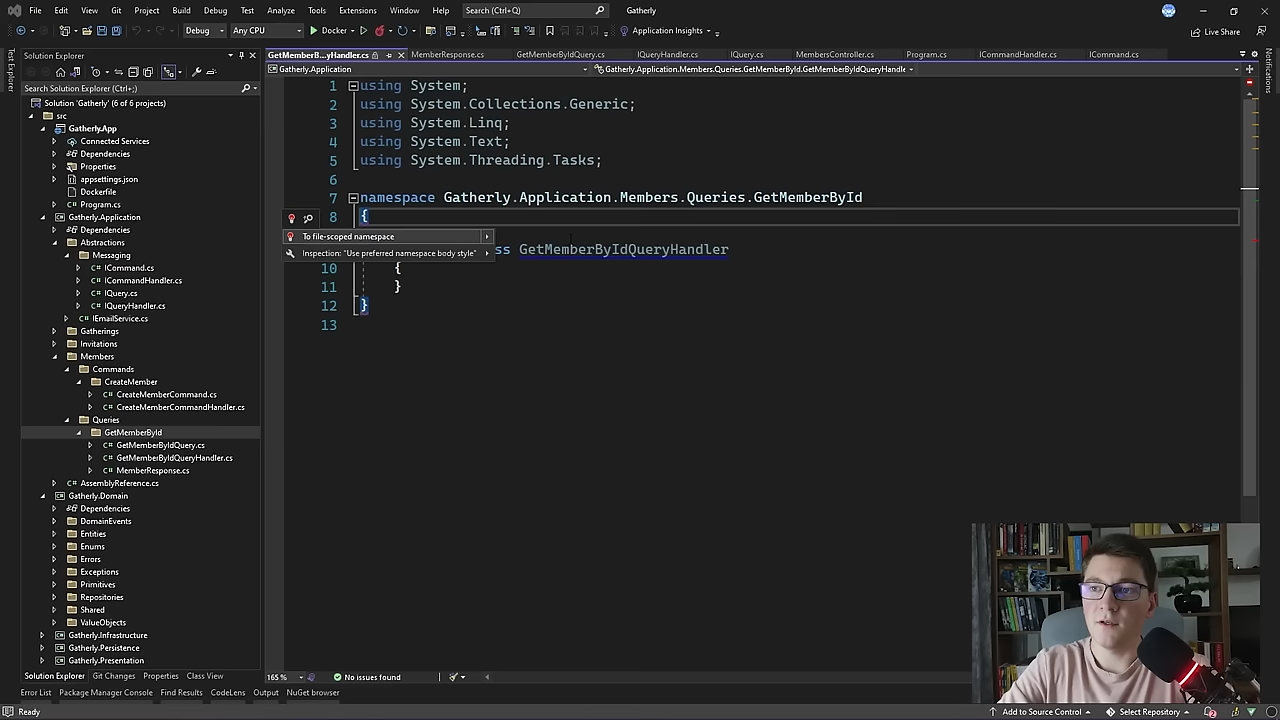 File Edit View Git Project Build Debug Test Analyze Tools Extensions Window Help Search (Ctrl+Q) Gatherly
Debug Any CPU Docker Application Insights Live Share
Test Explorer
Solution Explorer
Search Solution Explorer (Ctrl+;)
Solution 'Gatherly' (6 of 6 projects)
src
Gatherly.App
Connected Services
Dependencies
Properties
appsettings.json
Dockerfile
Program.cs
Gatherly.Application
Dependencies
Abstractions
Messaging
ICommand.cs
ICommandHandler.cs
IQuery.cs
IQueryHandler.cs
IEmailService.cs
Gatherings
Invitations
Members
Commands
CreateMember
CreateMemberCommand.cs
CreateMemberCommandHandler.cs
Queries
GetMemberById
GetMemberByIdQuery.cs
GetMemberByIdQueryHandler.cs
MemberResponse.cs
AssemblyReference.cs
Gatherly.Domain
Dependencies
DomainEvents
Entities
Enums
Errors
Exceptions
Primitives
Repositories
Shared
ValueObjects
Gatherly.Infrastructure
Gatherly.Persistence
Gatherly.Presentation
Solution Explorer Git Changes Properties Class View
GetMemberB...yHandler.cs MemberResponse.cs GetMemberByIdQuery.cs IQueryHandler.cs IQuery.cs MembersController.cs Program.cs ICommandHandler.cs ICommand.cs
Gatherly.Application Gatherly.Application.Members.Queries.GetMemberById.GetMemberByIdQueryHandle
1 using System;
2 using System.Collections.Generic;
3 using System.Linq;
4 using System.Text;
5 using System.Threading.Tasks;
6
7 namespace Gatherly.Application.Members.Queries.GetMemberById
8 {
To file-scoped namespace
ss GetMemberByIdQueryHandler
Inspection: "Use preferred namespace body style"
10 {
11 }
12 }
13
Notifications
165 % No issues found
Error List Package Manager Console Find Results CodeLens Output NuGet browser
Ready Add to Source Control Select Repository